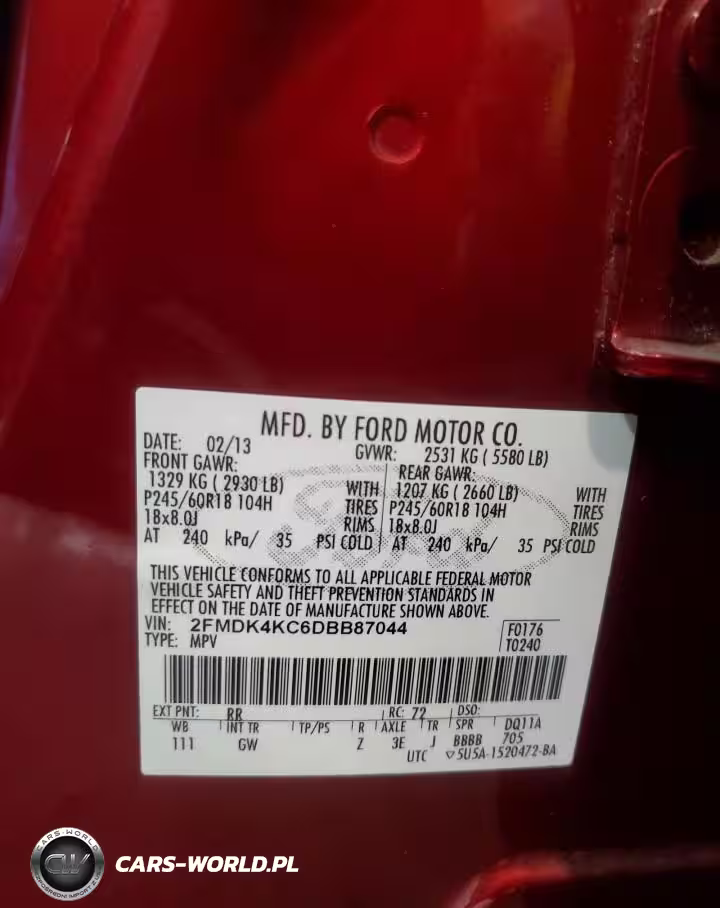 MFD. BY FORD MOTOR CO.
DATE: 02/13 GVWR: 2531 KG ( 5580 LB)
FRONT GAWR: REAR GAWR:
1329 KG ( 2930 LB) WITH 1207 KG ( 2660 LB) WITH
P245/60R18 104H TIRES P245/60R18 104H TIRES
18x8.0J RIMS 18x8.0J RIMS
AT 240 kPa/ 35 PSI COLD AT 240 kPa/ 35 PSI COLD
THIS VEHICLE CONFORMS TO ALL APPLICABLE FEDERAL MOTOR
VEHICLE SAFETY AND THEFT PREVENTION STANDARDS IN
EFFECT ON THE DATE OF MANUFACTURE SHOWN ABOVE.
VIN: 2FMDK4KC6DBB87044 F0176
TYPE: MPV T0240
EXT PNT: RR RC: 72 DSO:
WB INT TR TP/PS R AXLE TR SPR DQ11A
111 GW Z 3E J BBBB 705
UTC ▽5U5A-1520472-BA
CARS-WORLD
CW
CARS-WORLD.PL